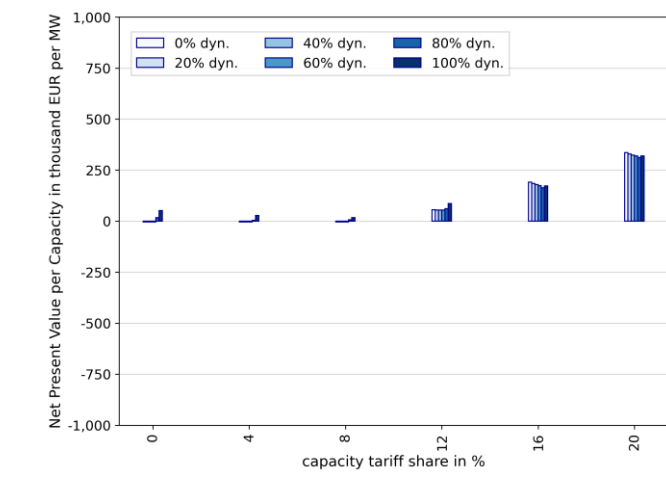 Net Present Value per Capacity in thousand EUR per MW
1,000
750
500
250
0
-250
-500
-750
-1,000
0% dyn.
40% dyn.
80% dyn.
20% dyn.
60% dyn.
100% dyn.
0
4
8
12
16
20
capacity tariff share in %